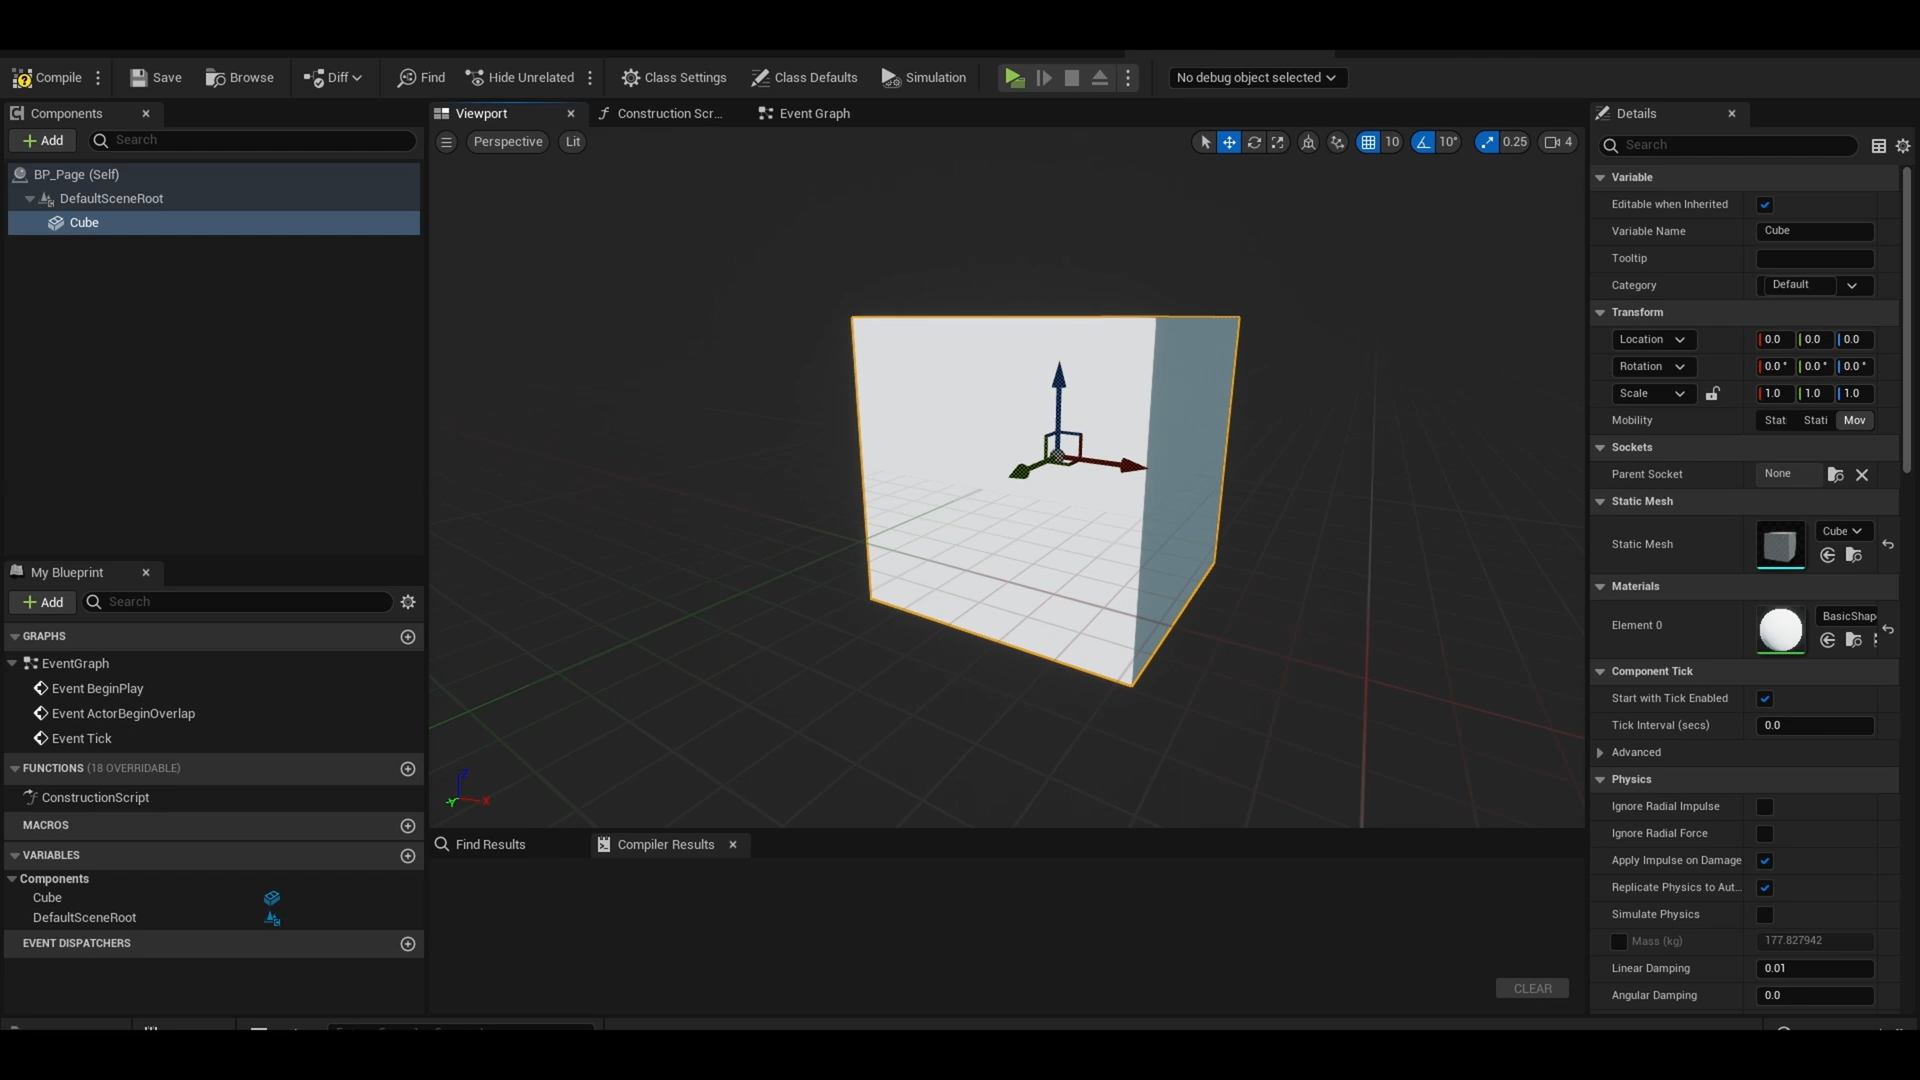 Compile
Save
Browse
Diff
Find
Hide Unrelated
Class Settings
Class Defaults
Simulation
No debug object selected
Components
Add
Search
BP_Page (Self)
DefaultSceneRoot
Cube
My Blueprint
Add
Search
GRAPHS
EventGraph
Event BeginPlay
Event ActorBeginOverlap
Event Tick
FUNCTIONS (18 OVERRIDABLE)
ConstructionScript
MACROS
VARIABLES
Components
Cube
DefaultSceneRoot
EVENT DISPATCHERS
Viewport
Construction Scr...
Event Graph
Perspective
Lit
10
10°
0.25
4
Z
Y
X
Find Results
Compiler Results
CLEAR
Details
Search
Variable
Editable when Inherited
Variable Name Cube
Tooltip
Category Default
Transform
Location 0.0 0.0 0.0
Rotation 0.0 ° 0.0 ° 0.0 °
Scale 1.0 1.0 1.0
Mobility Stat Stati Mov
Sockets
Parent Socket None
Static Mesh
Static Mesh Cube
Materials
Element 0 BasicShap
Component Tick
Start with Tick Enabled
Tick Interval (secs) 0.0
Advanced
Physics
Ignore Radial Impulse
Ignore Radial Force
Apply Impulse on Damage
Replicate Physics to Aut...
Simulate Physics
Mass (kg) 177.827942
Linear Damping 0.01
Angular Damping 0.0